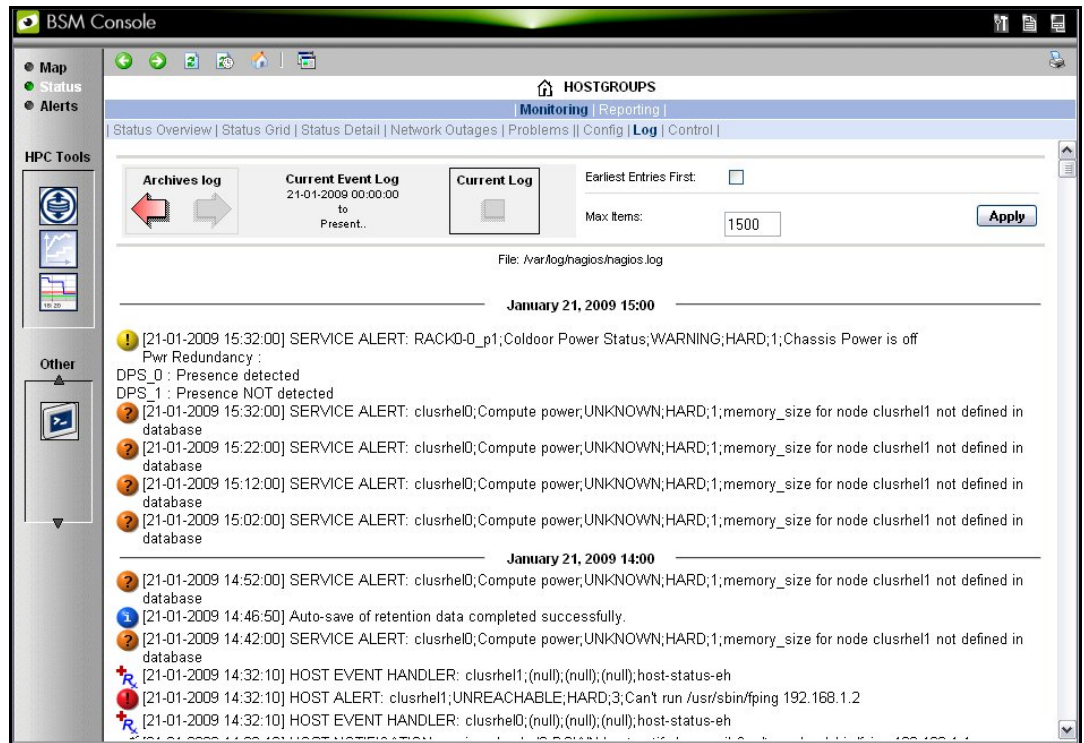 BSM Console
Map
Status
Alerts
HPC Tools
Other
HOSTGROUPS
| Monitoring | Reporting |
| Status Overview | Status Grid | Status Detail | Network Outages | Problems || Config | Log | Control |
Archives log
Current Event Log
21-01-2009 00:00:00
to
Present..
Current Log
Earliest Entries First:
Max Items:
1500
Apply
File: /var/log/nagios/nagios.log
January 21, 2009 15:00
[21-01-2009 15:32:00] SERVICE ALERT: RACK0-0_p1;Coldoor Power Status;WARNING;HARD;1;Chassis Power is off
Pwr Redundancy :
DPS_0 : Presence detected
DPS_1 : Presence NOT detected
[21-01-2009 15:32:00] SERVICE ALERT: clusrhel0;Compute power;UNKNOWN;HARD;1;memory_size for node clusrhel1 not defined in
database
[21-01-2009 15:22:00] SERVICE ALERT: clusrhel0;Compute power;UNKNOWN;HARD;1;memory_size for node clusrhel1 not defined in
database
[21-01-2009 15:12:00] SERVICE ALERT: clusrhel0;Compute power;UNKNOWN;HARD;1;memory_size for node clusrhel1 not defined in
database
[21-01-2009 15:02:00] SERVICE ALERT: clusrhel0;Compute power;UNKNOWN;HARD;1;memory_size for node clusrhel1 not defined in
database
January 21, 2009 14:00
[21-01-2009 14:52:00] SERVICE ALERT: clusrhel0;Compute power;UNKNOWN;HARD;1;memory_size for node clusrhel1 not defined in
database
[21-01-2009 14:46:50] Auto-save of retention data completed successfully.
[21-01-2009 14:42:00] SERVICE ALERT: clusrhel0;Compute power;UNKNOWN;HARD;1;memory_size for node clusrhel1 not defined in
database
[21-01-2009 14:32:10] HOST EVENT HANDLER: clusrhel1;(null);(null);(null);host-status-eh
[21-01-2009 14:32:10] HOST ALERT: clusrhel1;UNREACHABLE;HARD;3;Can't run /usr/sbin/fping 192.168.1.2
[21-01-2009 14:32:10] HOST EVENT HANDLER: clusrhel0;(null);(null);(null);host-status-eh